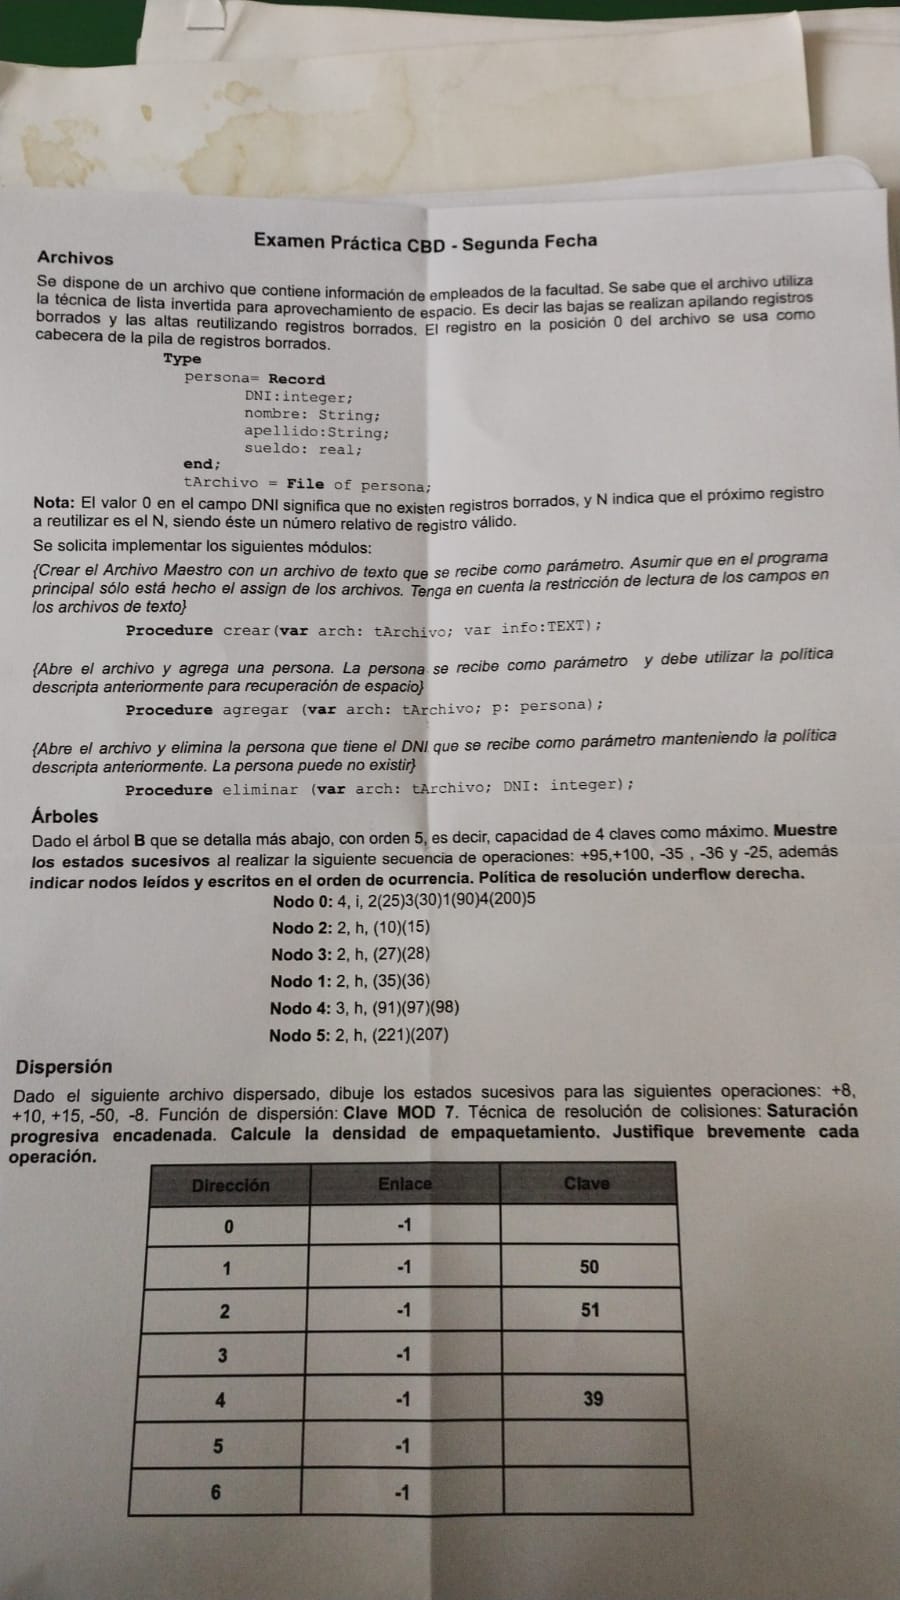 Examen Práctica CBD - Segunda Fecha
Archivos
Se dispone de un archivo que contiene información de empleados de la facultad. Se sabe que el archivo utiliza
la técnica de lista invertida para aprovechamiento de espacio. Es decir las bajas se realizan apilando registros
borrados y las altas reutilizando registros borrados. El registro en la posición 0 del archivo se usa como
cabecera de la pila de registros borrados.
Type
persona= Record
DNI:integer;
nombre: String;
apellido:String;
sueldo: real;
end;
tArchivo = File of persona;
Nota: El valor 0 en el campo DNI significa que no existen registros borrados, y N indica que el próximo registro
a reutilizar es el N, siendo éste un número relativo de registro válido.
Se solicita implementar los siguientes módulos:
{Crear el Archivo Maestro con un archivo de texto que se recibe como parámetro. Asumir que en el programa
principal sólo está hecho el assign de los archivos. Tenga en cuenta la restricción de lectura de los campos en
los archivos de texto}
Procedure crear(var arch: tArchivo; var info:TEXT);
{Abre el archivo y agrega una persona. La persona se recibe como parámetro y debe utilizar la política
descripta anteriormente para recuperación de espacio}
Procedure agregar (var arch: tArchivo; p: persona);
{Abre el archivo y elimina la persona que tiene el DNI que se recibe como parámetro manteniendo la política
descripta anteriormente. La persona puede no existir}
Procedure eliminar (var arch: tArchivo; DNI: integer);
Árboles
Dado el árbol B que se detalla más abajo, con orden 5, es decir, capacidad de 4 claves como máximo. Muestre
los estados sucesivos al realizar la siguiente secuencia de operaciones: +95,+100, -35 , -36 y -25, además
indicar nodos leídos y escritos en el orden de ocurrencia. Política de resolución underflow derecha.
Nodo 0: 4, i, 2(25)3(30)1(90)4(200)5
Nodo 2: 2, h, (10)(15)
Nodo 3: 2, h, (27)(28)
Nodo 1: 2, h, (35)(36)
Nodo 4: 3, h, (91)(97)(98)
Nodo 5: 2, h, (221)(207)
Dispersión
Dado el siguiente archivo dispersado, dibuje los estados sucesivos para las siguientes operaciones: +8,
+10, +15, -50, -8. Función de dispersión: Clave MOD 7. Técnica de resolución de colisiones: Saturación
progresiva encadenada. Calcule la densidad de empaquetamiento. Justifique brevemente cada
operación.
Dirección Enlace Clave
0 -1
1 -1 50
2 -1 51
3 -1
4 -1 39
5 -1
6 -1